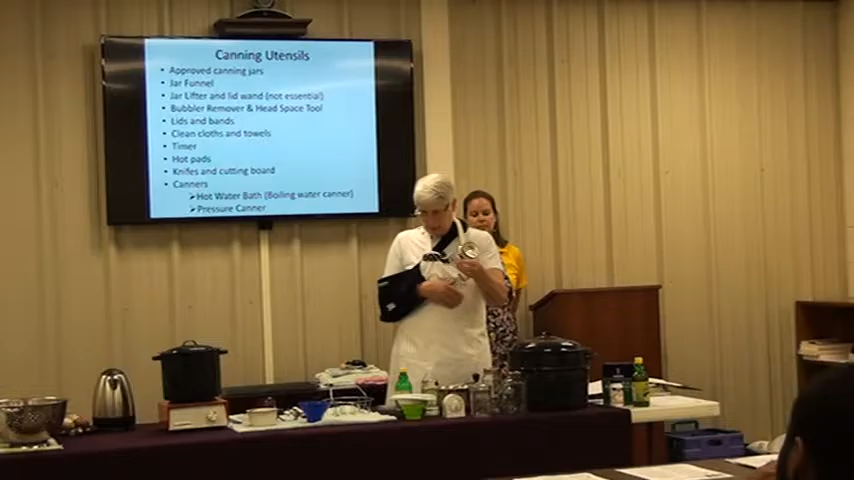 Canning Utensils
• Approved canning jars
• Jar Funnel
• Jar Lifter and lid wand (not essential)
• Bubbler Remover & Head Space Tool
• Lids and bands
• Clean cloths and towels
• Timer
• Hot pads
• Knifes and cutting board
• Canners
➢Hot Water Bath (Boiling water canner)
➢Pressure Canner